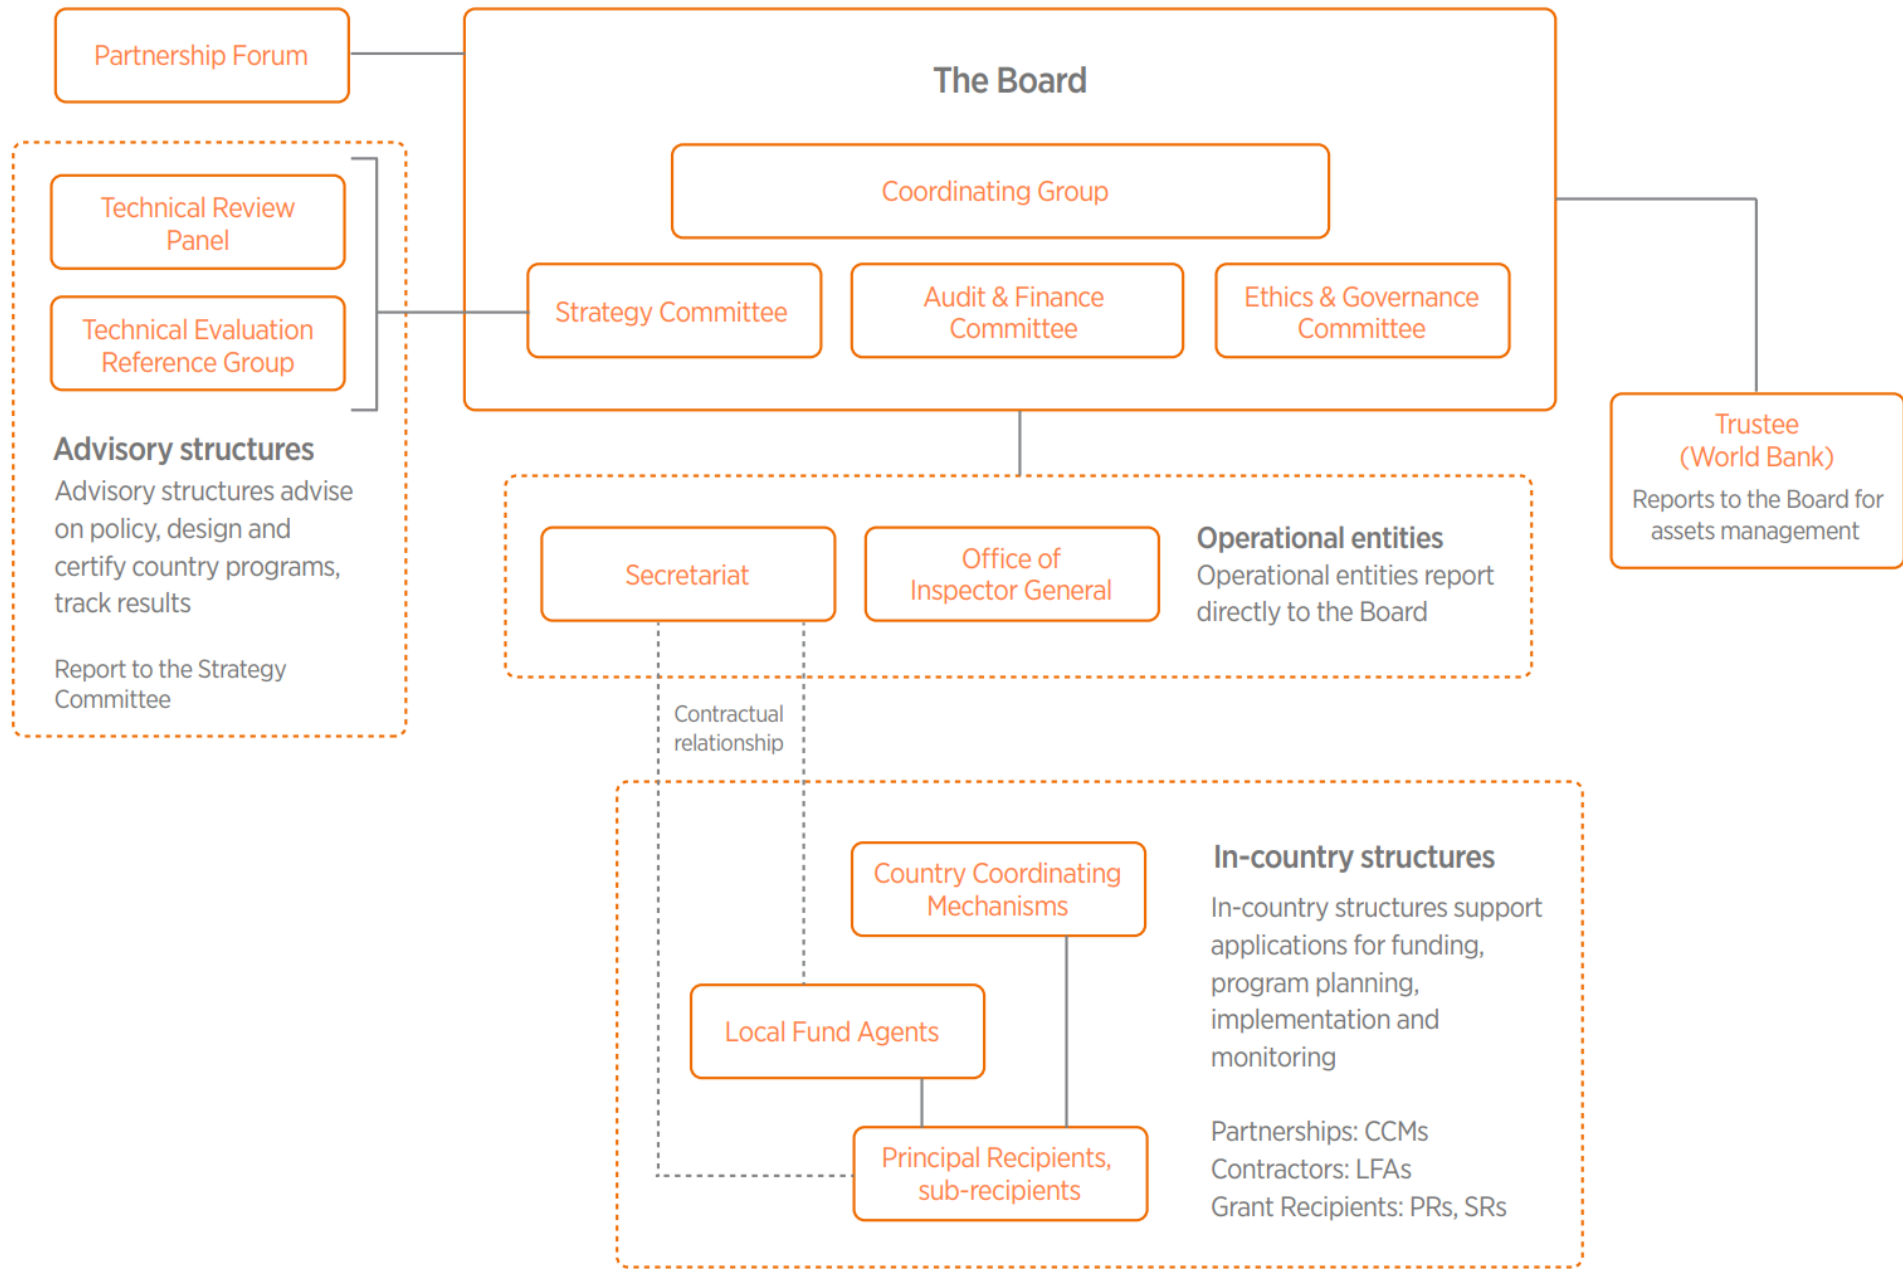 Partnership Forum
The Board
Coordinating Group
Technical Review
Panel
Technical Evaluation
Reference Group
Strategy Committee
Audit & Finance
Committee
Ethics & Governance
Committee
Advisory structures
Advisory structures advise
on policy, design and
certify country programs,
track results
Report to the Strategy
Committee
Trustee
(World Bank)
Reports to the Board for
assets management
Secretariat
Office of
Inspector General
Operational entities
Operational entities report
directly to the Board
Contractual
relationship
Country Coordinating
Mechanisms
Local Fund Agents
Principal Recipients,
sub-recipients
In-country structures
In-country structures support
applications for funding,
program planning,
implementation and
monitoring
Partnerships: CCMs
Contractors: LFAs
Grant Recipients: PRs, SRs